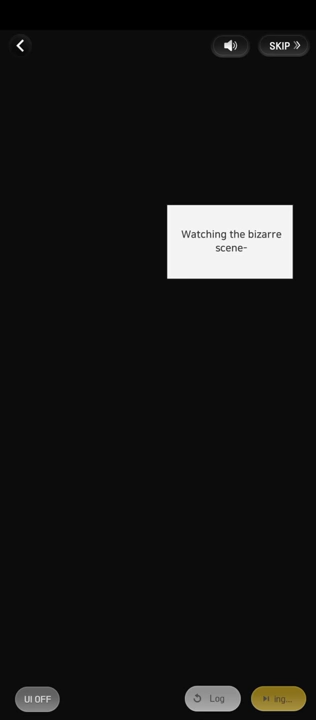 SKIP
Watching the bizarre
scene-
UI OFF
Log
ing...